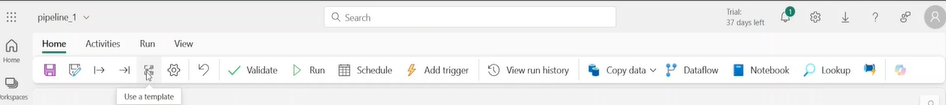 pipeline_1
Search
Trial:
37 days left
1
Home Activities Run View
Home
Validate Run Schedule Add trigger View run history Copy data Dataflow Notebook Lookup
orkspaces
Use a template